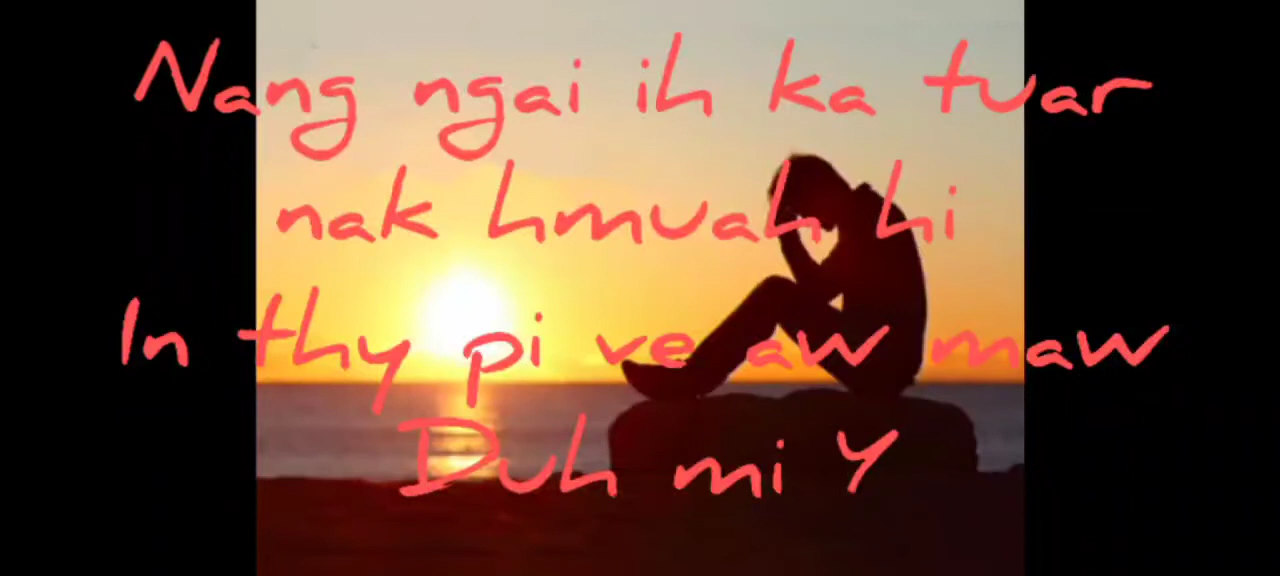 Nang ngai ih ka tuar
nak hmuah hi
In thy pi ve aw maw
Duh mi Y